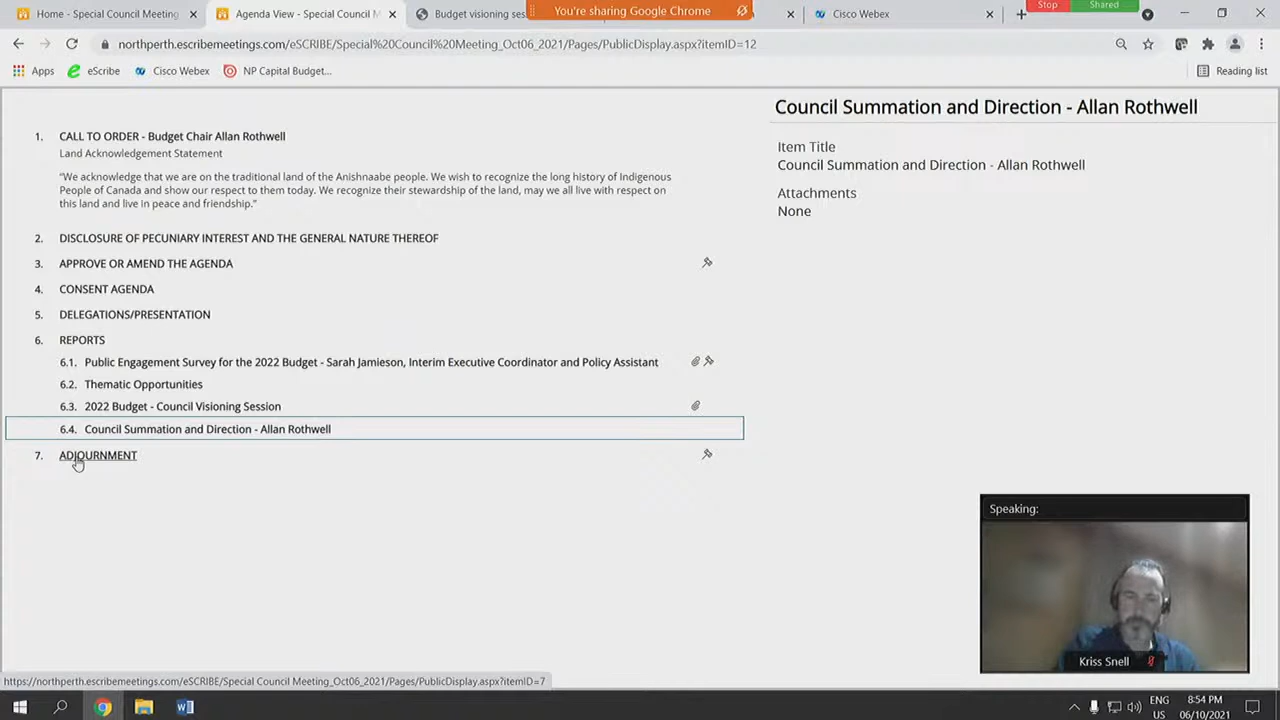 Home - Special Council Meeting
Agenda View - Special Council M
Budget visioning ses
You're sharing Google Chrome
Cisco Webex
Stop
Shared
northperth.escribemeetings.com/eSCRIBE/Special%20Council%20Meeting_Oct06_2021/Pages/PublicDisplay.aspx?itemID=12
Apps
eScribe
Cisco Webex
NP Capital Budget...
Reading list
1. CALL TO ORDER - Budget Chair Allan Rothwell
Land Acknowledgement Statement
"We acknowledge that we are on the traditional land of the Anishnaabe people. We wish to recognize the long history of Indigenous
People of Canada and show our respect to them today. We recognize their stewardship of the land, may we all live with respect on
this land and live in peace and friendship."
2. DISCLOSURE OF PECUNIARY INTEREST AND THE GENERAL NATURE THEREOF
3. APPROVE OR AMEND THE AGENDA
4. CONSENT AGENDA
5. DELEGATIONS/PRESENTATION
6. REPORTS
6.1. Public Engagement Survey for the 2022 Budget - Sarah Jamieson, Interim Executive Coordinator and Policy Assistant
6.2. Thematic Opportunities
6.3. 2022 Budget - Council Visioning Session
6.4. Council Summation and Direction - Allan Rothwell
7. ADJOURNMENT
Council Summation and Direction - Allan Rothwell
Item Title
Council Summation and Direction - Allan Rothwell
Attachments
None
Speaking:
Kriss Snell
https://northperth.escribemeetings.com/eSCRIBE/Special Council Meeting_Oct06_2021/Pages/PublicDisplay.aspx?itemID=7
ENG
US
8:54 PM
06/10/2021